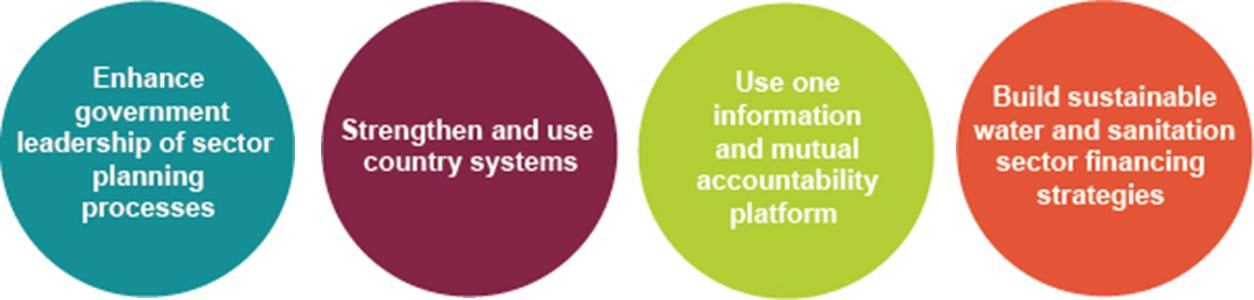 Enhance
government
leadership of sector
planning
processes
Strengthen and use
country systems
Use one
information
and mutual
accountability
platform
Build sustainable
water and sanitation
sector financing
strategies